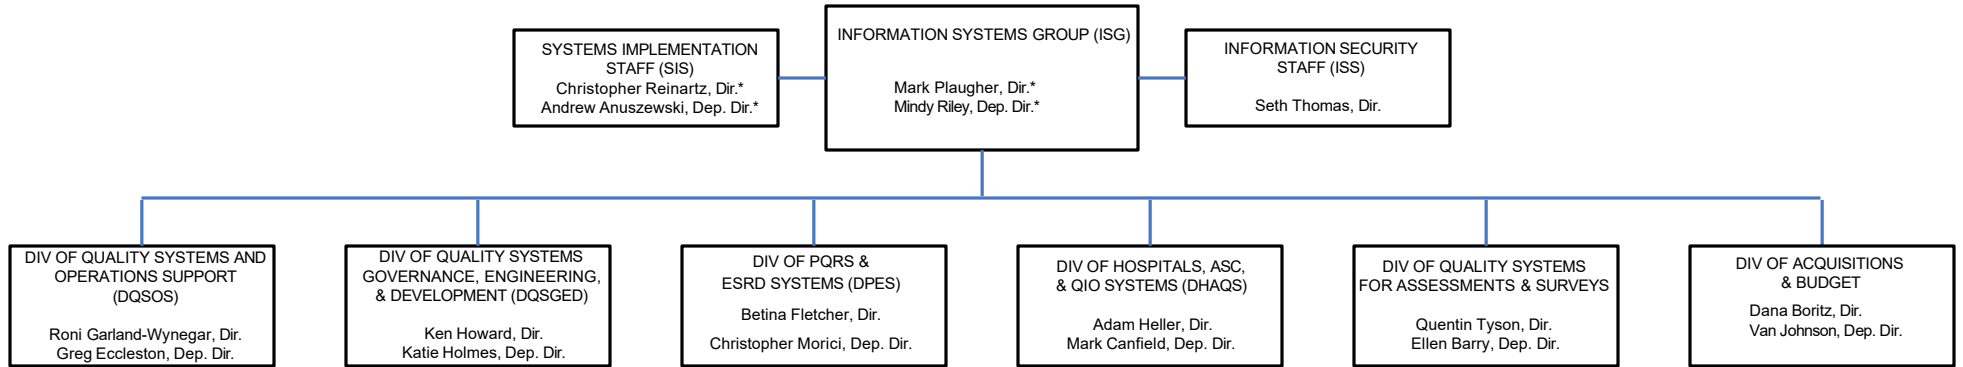 SYSTEMS IMPLEMENTATION
STAFF (SIS)
Christopher Reinartz, Dir.*
Andrew Anuszewski, Dep. Dir.*
INFORMATION SYSTEMS GROUP (ISG)
Mark Plaugher, Dir.*
Mindy Riley, Dep. Dir.*
INFORMATION SECURITY
STAFF (ISS)
Seth Thomas, Dir.
DIV OF QUALITY SYSTEMS AND
OPERATIONS SUPPORT
(DQSOS)
Roni Garland-Wynegar, Dir.
Greg Eccleston, Dep. Dir.
DIV OF QUALITY SYSTEMS
GOVERNANCE, ENGINEERING,
& DEVELOPMENT (DQSGED)
Ken Howard, Dir.
Katie Holmes, Dep. Dir.
DIV OF PQRS &
ESRD SYSTEMS (DPES)
Betina Fletcher, Dir.
Christopher Morici, Dep. Dir.
DIV OF HOSPITALS, ASC,
& QIO SYSTEMS (DHAQS)
Adam Heller, Dir.
Mark Canfield, Dep. Dir.
DIV OF QUALITY SYSTEMS
FOR ASSESSMENTS & SURVEYS
Quentin Tyson, Dir.
Ellen Barry, Dep. Dir.
DIV OF ACQUISITIONS
& BUDGET
Dana Boritz, Dir.
Van Johnson, Dep. Dir.